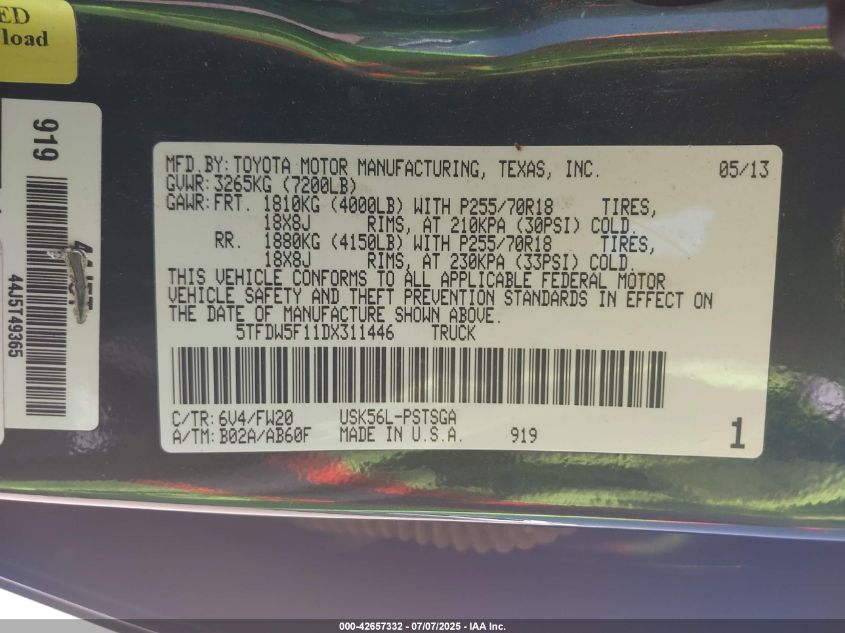 ED
load
919
44J5T49365
MFD.BY:TOYOTA MOTOR MANUFACTURING, TEXAS, INC. 05/13
GVWR:3265KG (7200LB)
GAWR:FRT. 1810KG (4000LB) WITH P255/70R18 TIRES,
18X8J RIMS, AT 210KPA (30PSI) COLD.
RR. 1880KG (4150LB) WITH P255/70R18 TIRES,
18X8J RIMS, AT 230KPA (33PSI) COLD.
THIS VEHICLE CONFORMS TO ALL APPLICABLE FEDERAL MOTOR
VEHICLE SAFETY AND THEFT PREVENTION STANDARDS IN EFFECT ON
THE DATE OF MANUFACTURE SHOWN ABOVE.
5TFDW5F11DX311446 TRUCK
C/TR:6V4/FW20 USK56L-PSTSGA
A/TM:B02A/AB60F MADE IN U.S.A. 919 1
000-42657332 - 07/07/2025 - IAA Inc.